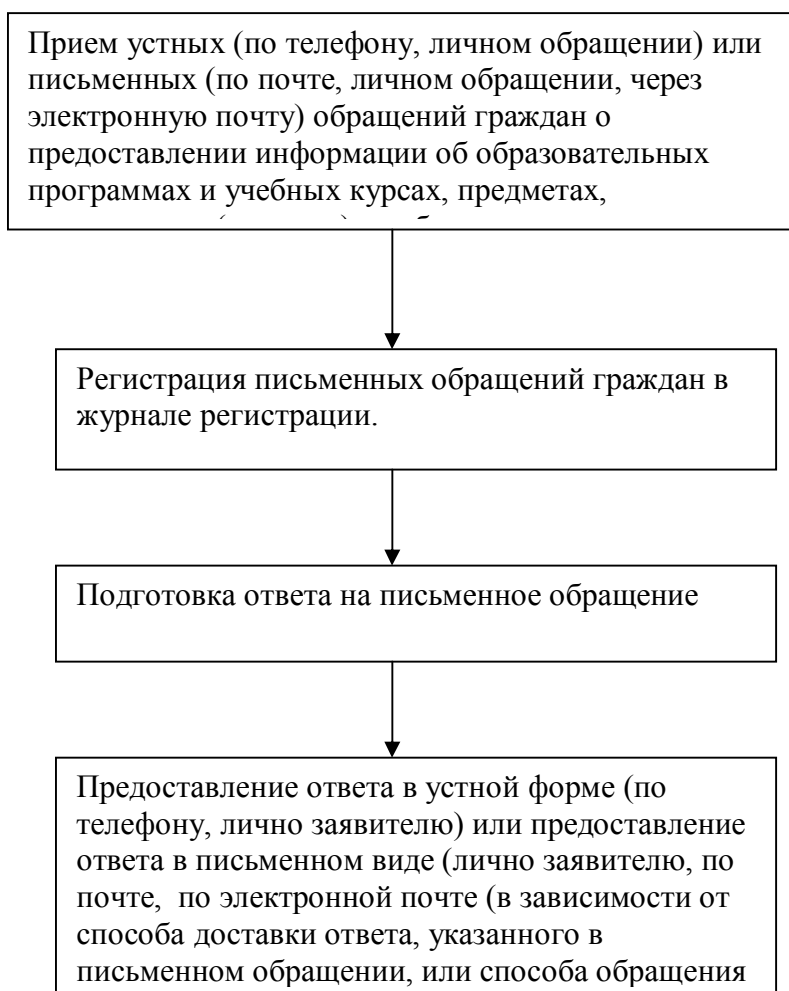 Прием устных (по телефону, личном обращении) или
письменных (по почте, личном обращении, через
электронную почту) обращений граждан о
предоставлении информации об образовательных
программах и учебных курсах, предметах,
Регистрация письменных обращений граждан в
журнале регистрации.
Подготовка ответа на письменное обращение
Предоставление ответа в устной форме (по
телефону, лично заявителю) или предоставление
ответа в письменном виде (лично заявителю, по
почте, по электронной почте (в зависимости от
способа доставки ответа, указанного в
письменном обращении, или способа обращения